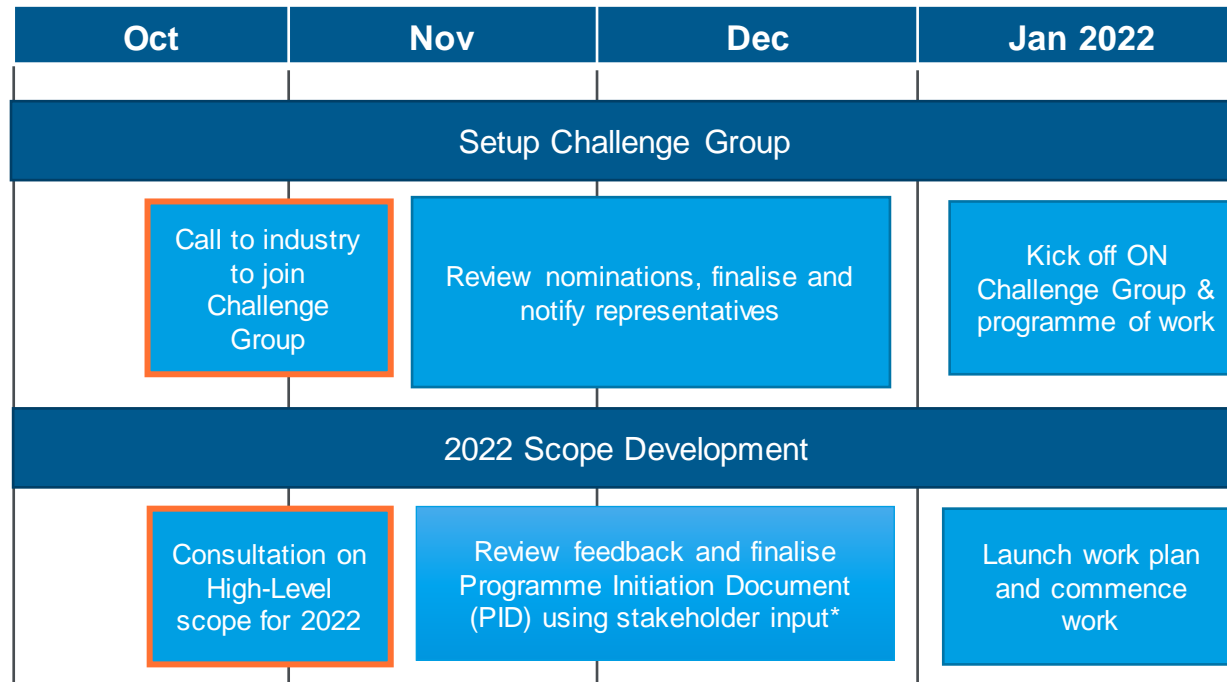 Oct Nov Dec Jan 2022
Setup Challenge Group
Call to industry
to join
Challenge
Group
Review nominations, finalise and
notify representatives
Kick off ON
Challenge Group &
programme of work
2022 Scope Development
Consultation on
High-Level
scope for 2022
Review feedback and finalise
Programme Initiation Document
(PID) using stakeholder input*
Launch work plan
and commence
work